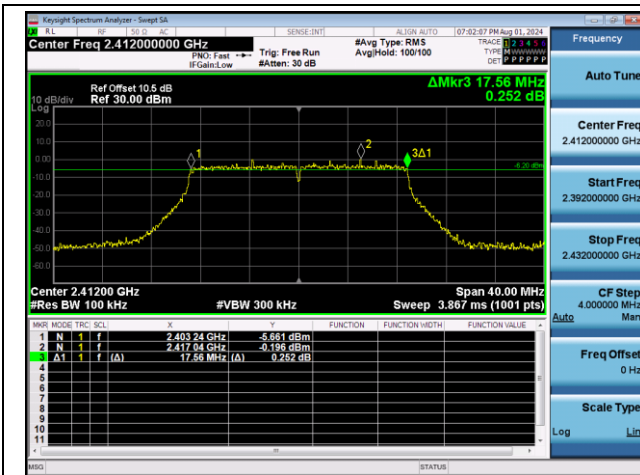 Keysight Spectrum Analyzer - Swept SA
RL RF 50 Ω AC SENSE:INT ALIGN AUTO 07:02:07 PM Aug 01, 2024
Center Freq 2.412000000 GHz
PNO: Fast
IFGain:Low
Trig: Free Run
#Atten: 30 dB
#Avg Type: RMS
Avg|Hold: 100/100
TRACE 1 2 3 4 5 6
TYPE M W W W W W
DET P P P P P P
Ref Offset 10.5 dB
Ref 30.00 dBm
10 dB/div
Log
ΔMkr3 17.56 MHz
0.252 dB
20.0
10.0
0.00
-10.0
-20.0
-30.0
-40.0
-50.0
-60.0
1
2
3Δ1
-6.20 dBm
Center 2.41200 GHz Span 40.00 MHz
#Res BW 100 kHz #VBW 300 kHz Sweep 3.867 ms (1001 pts)
MKR MODE TRC SCL X Y FUNCTION FUNCTION WIDTH FUNCTION VALUE
1 N 1 f 2.403 24 GHz -5.661 dBm
2 N 1 f 2.417 04 GHz -0.196 dBm
3 Δ1 1 f (Δ) 17.56 MHz (Δ) 0.252 dB
4
5
6
7
8
9
10
11
MSG STATUS
Frequency
Auto Tune
Center Freq
2.412000000 GHz
Start Freq
2.392000000 GHz
Stop Freq
2.432000000 GHz
CF Step
4.000000 MHz
Auto Man
Freq Offset
0 Hz
Scale Type
Log Lin